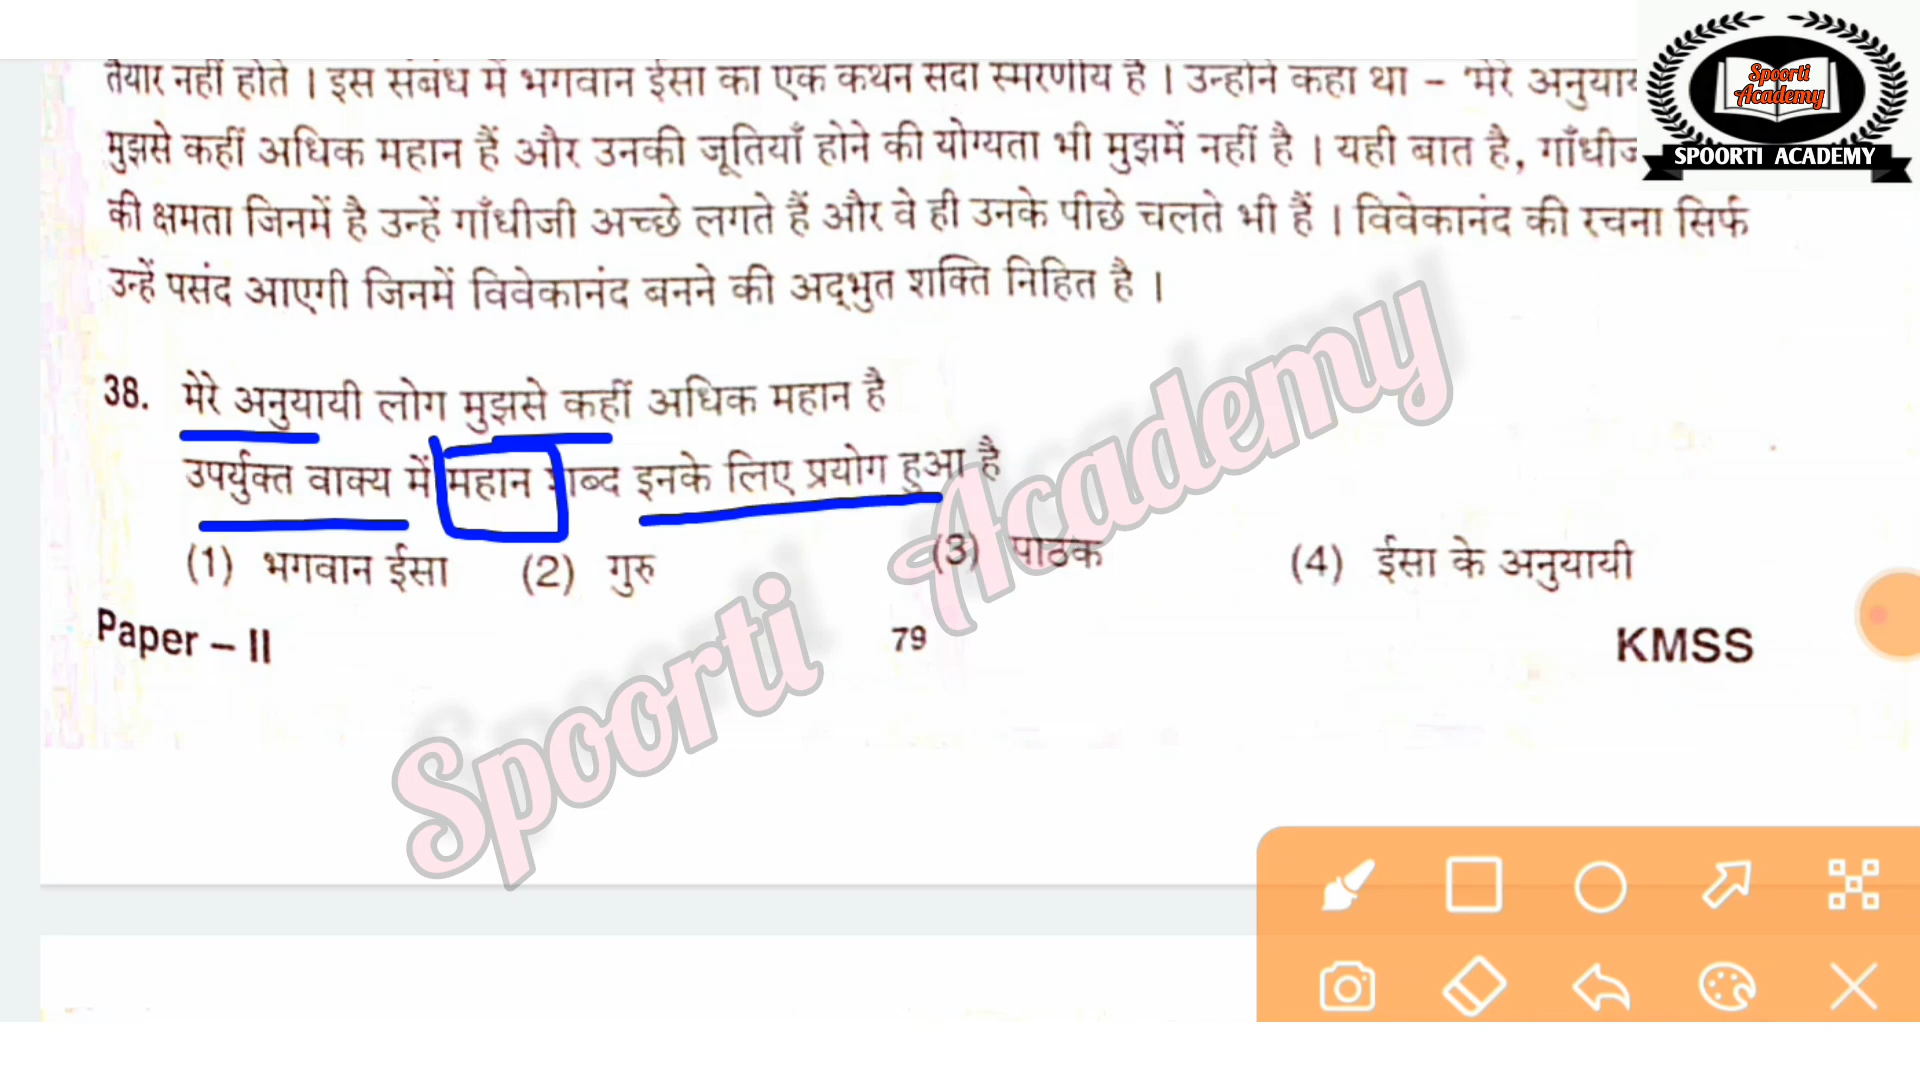 तैयार नहीं होते । इस संबंध में भगवान ईसा का एक कथन सदा स्मरणीय है । उन्होंने कहा था – 'मेरे
मुझसे कहीं अधिक महान हैं और उनकी जूतियाँ होने की योग्यता भी मुझमें नहीं है । यही बात है,
की क्षमता जिनमें है उन्हें गाँधीजी अच्छे लगते हैं और वे ही उनके पीछे चलते भी हैं । विवेकानंद की रचना सिर्फ
उन्हें पसंद आएगी जिनमें विवेकानंद बनने की अद्भुत शक्ति निहित है ।
38. मेरे अनुयायी लोग मुझसे कहीं अधिक महान है
उपर्युक्त वाक्य में महान शब्द इनके लिए प्रयोग हुआ है
(1) भगवान ईसा (2) गुरु (3) पाठक (4) ईसा के अनुयायी
Paper – II 79 KMSS
Spoorti Academy
Spoorti
Academy
SPOORTI ACADEMY